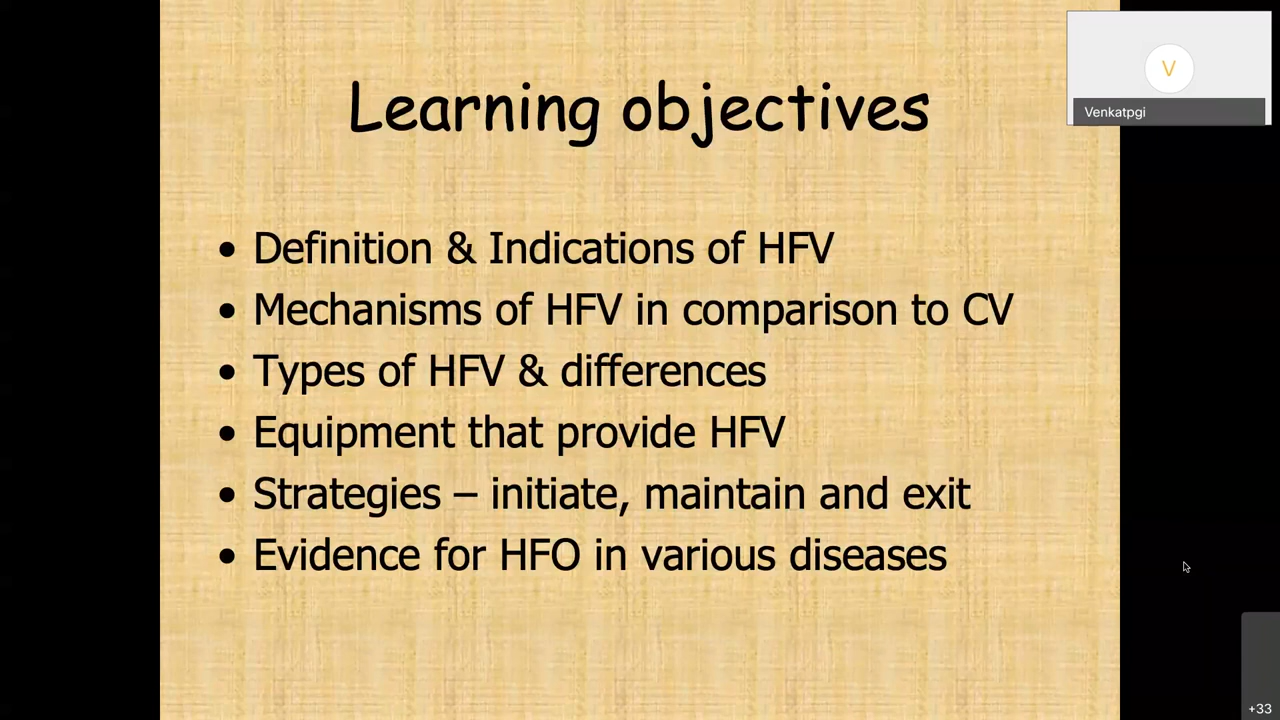 Learning objectives
V
Venkatpgi
• Definition & Indications of HFV
• Mechanisms of HFV in comparison to CV
• Types of HFV & differences
• Equipment that provide HFV
• Strategies – initiate, maintain and exit
• Evidence for HFO in various diseases
+33